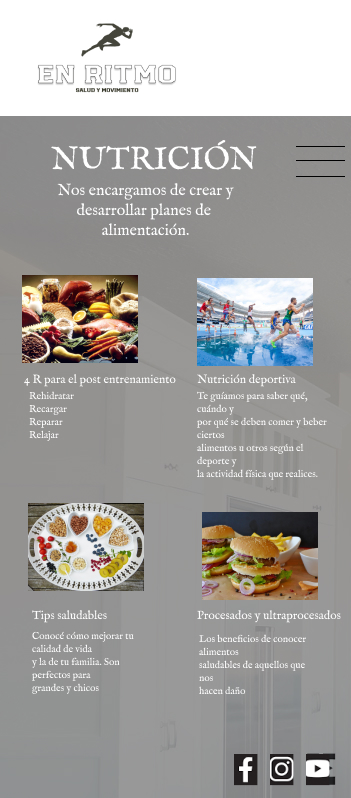 EN RITMO
SALUD Y MOVIMIENTO
NUTRICIÓN
Nos encargamos de crear y
desarrollar planes de
alimentación.
4 R para el post entrenamiento
Rehidratar
Recargar
Reparar
Relajar
Nutrición deportiva
Te guíamos para saber qué,
cuándo y
por qué se deben comer y beber
ciertos
alimentos u otros según el
deporte y
la actividad física que realices.
Tips saludables
Conocé cómo mejorar tu
calidad de vida
y la de tu familia. Son
perfectos para
grandes y chicos
Procesados y ultraprocesados
Los beneficios de conocer
alimentos
saludables de aquellos que
nos
hacen daño